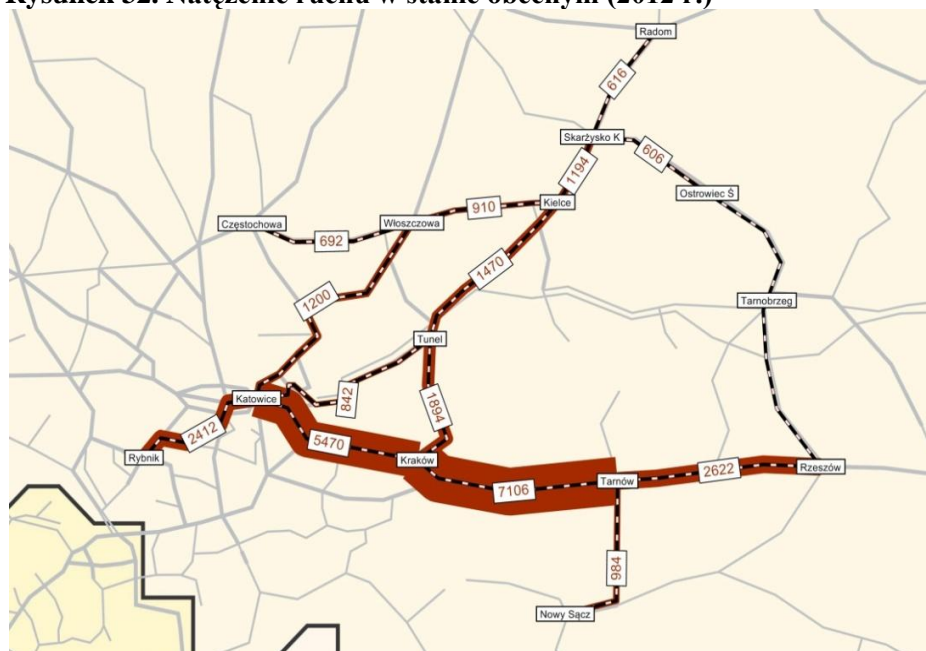 Rysunek 32. Natężenie ruchu w stanie obecnym (2012 r.)
Radom
616
Skarżysko K
606
1194
Ostrowiec Ś
Kielce
910
Częstochowa
Włoszczowa
692
1470
1200
Tarnobrzeg
Tunel
Katowice
842
1894
2412
5470
Rybnik
Kraków
7106
Tarnów
2622
Rzeszów
984
Nowy Sącz